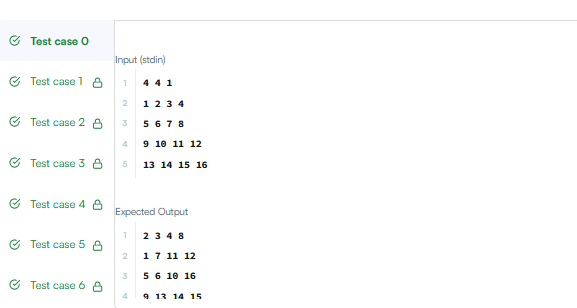 Test case 0
Test case 1
Test case 2
Test case 3
Test case 4
Test case 5
Test case 6
Input (stdin)
1 4 4 1
2 1 2 3 4
3 5 6 7 8
4 9 10 11 12
5 13 14 15 16
Expected Output
1 2 3 4 8
2 1 7 11 12
3 5 6 10 16
4 9 13 14 15